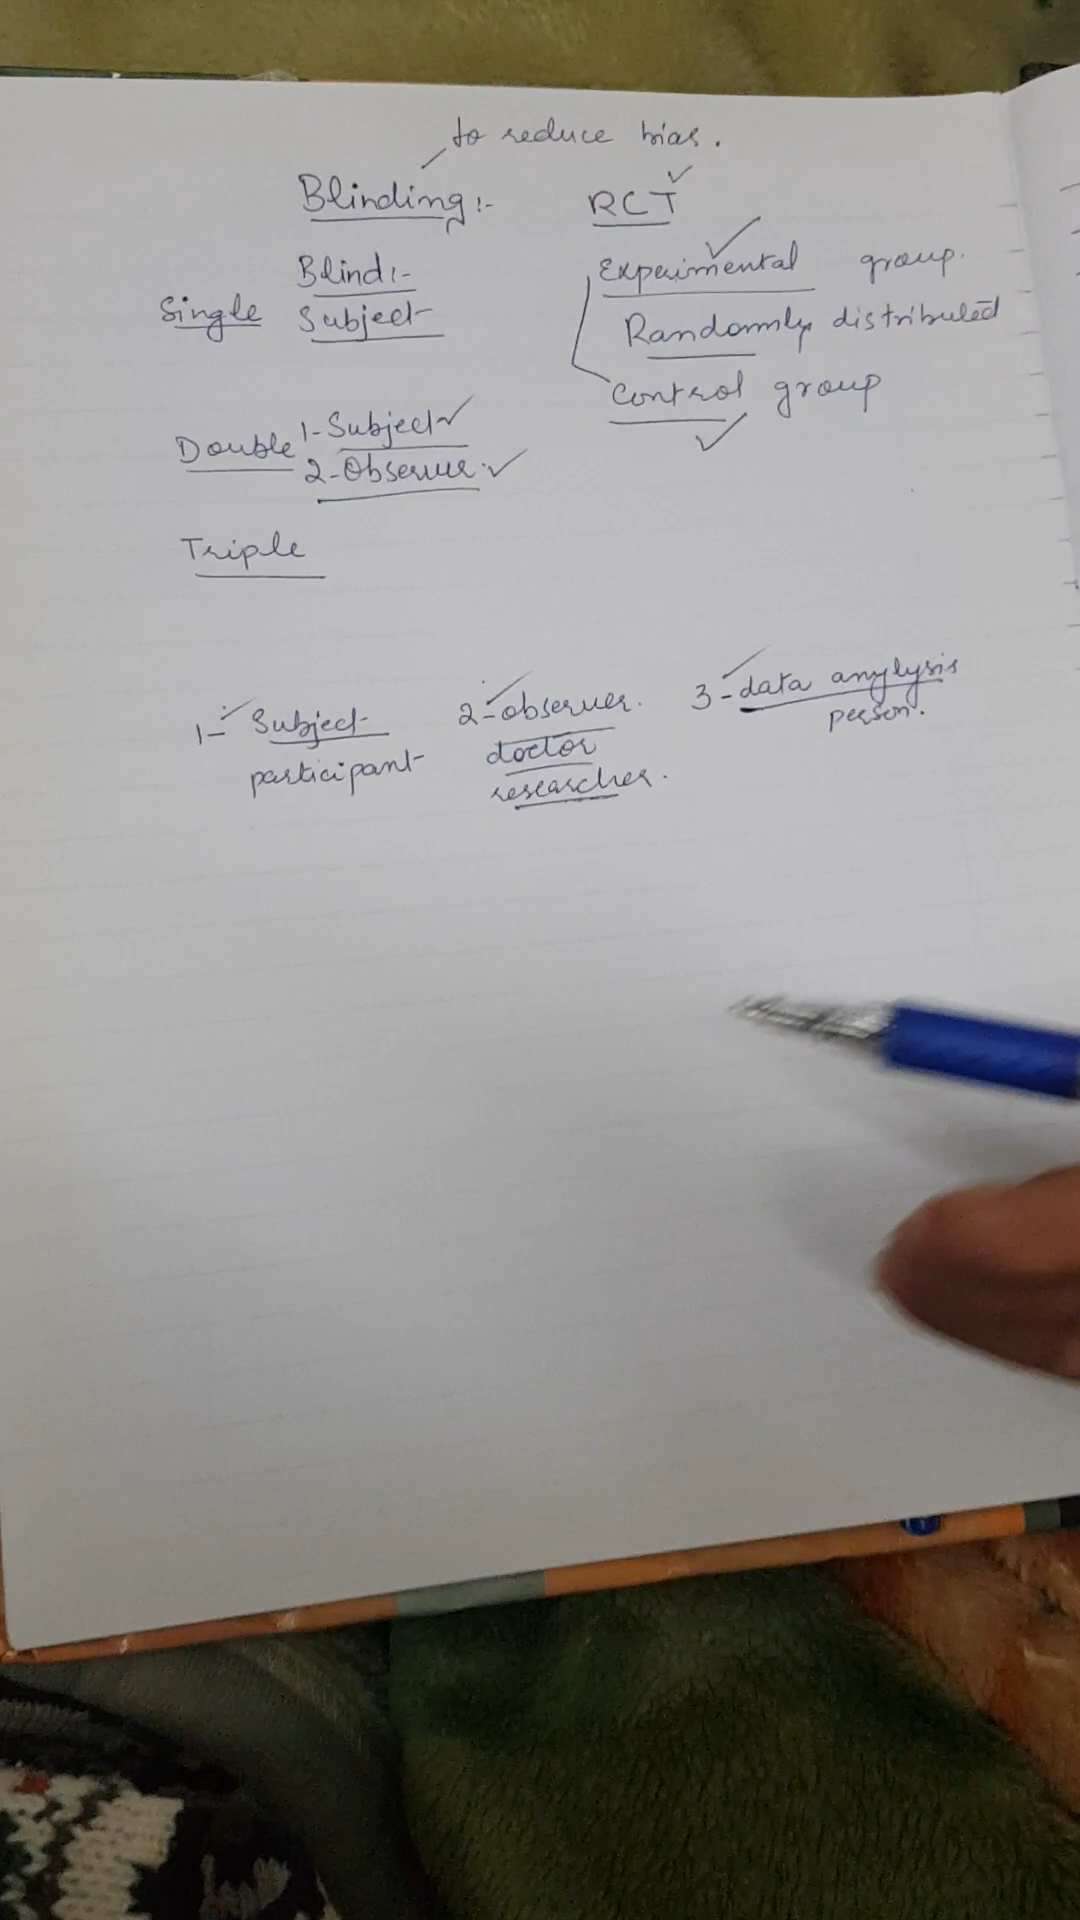 to reduce bias.
Blinding:-
RCT
Blind:-
Single Subject
Experimental group.
Randomly distributed
Control group
Double 1-Subject
2-Observer.
Triple
1- Subject
participant
2-observer.
doctor
researcher.
3-data anylysis
person.